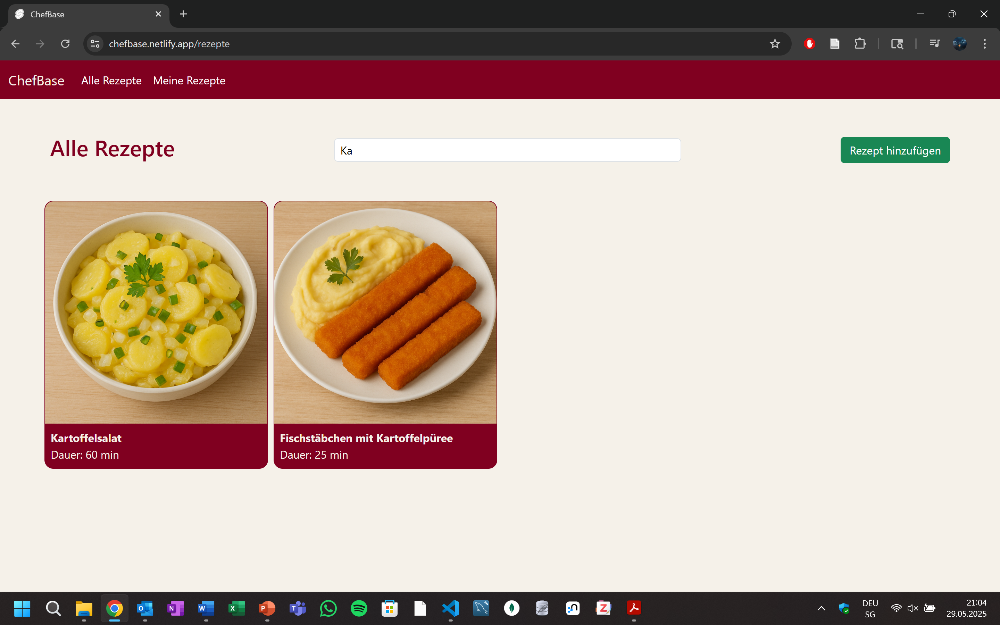 ChefBase
chefbase.netlify.app/rezepte
ChefBase Alle Rezepte Meine Rezepte
Alle Rezepte
Ka
Rezept hinzufügen
Kartoffelsalat
Dauer: 60 min
Fischstäbchen mit Kartoffelpüree
Dauer: 25 min
DEU
SG
21:04
29.05.2025